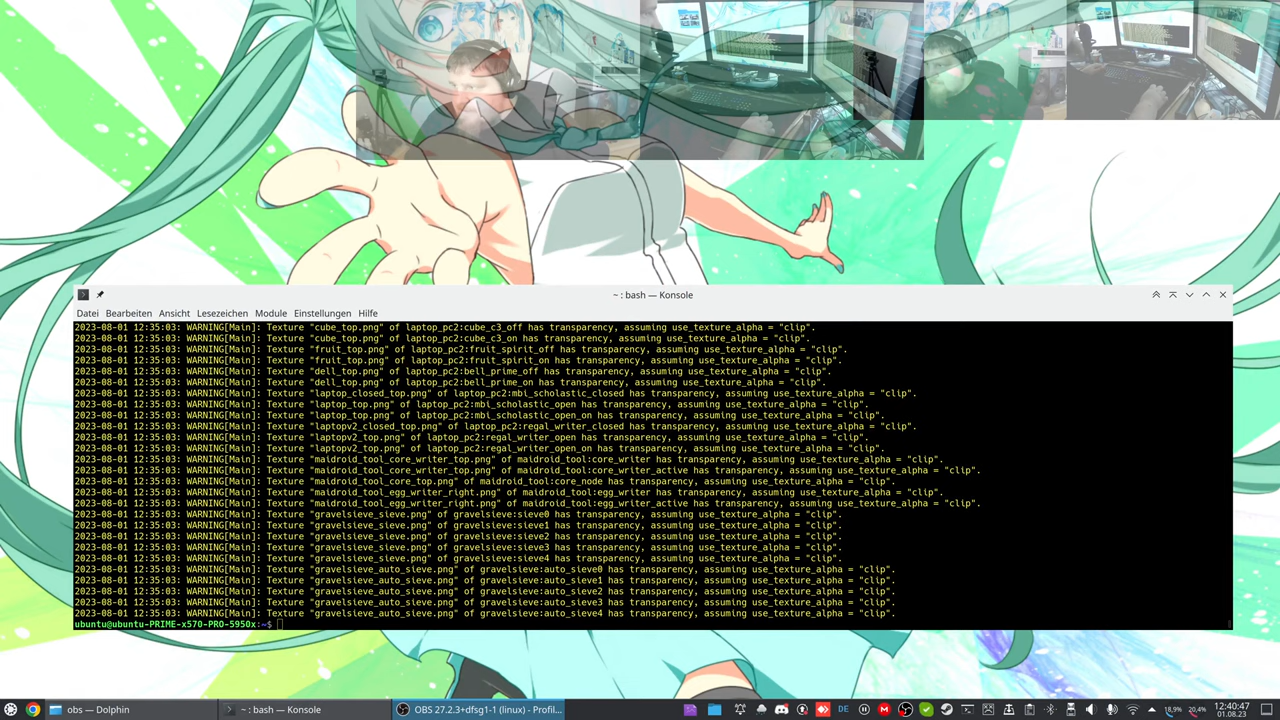 ~ : bash — Konsole
Datei Bearbeiten Ansicht Lesezeichen Module Einstellungen Hilfe
2023-08-01 12:35:03: WARNING[Main]: Texture "cube_top.png" of laptop_pc2:cube_c3_off has transparency, assuming use_texture_alpha = "clip".
2023-08-01 12:35:03: WARNING[Main]: Texture "cube_top.png" of laptop_pc2:cube_c3_on has transparency, assuming use_texture_alpha = "clip".
2023-08-01 12:35:03: WARNING[Main]: Texture "fruit_top.png" of laptop_pc2:fruit_spirit_off has transparency, assuming use_texture_alpha = "clip".
2023-08-01 12:35:03: WARNING[Main]: Texture "fruit_top.png" of laptop_pc2:fruit_spirit_on has transparency, assuming use_texture_alpha = "clip".
2023-08-01 12:35:03: WARNING[Main]: Texture "dell_top.png" of laptop_pc2:bell_prime_off has transparency, assuming use_texture_alpha = "clip".
2023-08-01 12:35:03: WARNING[Main]: Texture "dell_top.png" of laptop_pc2:bell_prime_on has transparency, assuming use_texture_alpha = "clip".
2023-08-01 12:35:03: WARNING[Main]: Texture "laptop_closed_top.png" of laptop_pc2:mbi_scholastic_closed has transparency, assuming use_texture_alpha = "clip".
2023-08-01 12:35:03: WARNING[Main]: Texture "laptop_top.png" of laptop_pc2:mbi_scholastic_open has transparency, assuming use_texture_alpha = "clip".
2023-08-01 12:35:03: WARNING[Main]: Texture "laptop_top.png" of laptop_pc2:mbi_scholastic_open_on has transparency, assuming use_texture_alpha = "clip".
2023-08-01 12:35:03: WARNING[Main]: Texture "laptopv2_closed_top.png" of laptop_pc2:regal_writer_closed has transparency, assuming use_texture_alpha = "clip".
2023-08-01 12:35:03: WARNING[Main]: Texture "laptopv2_top.png" of laptop_pc2:regal_writer_open has transparency, assuming use_texture_alpha = "clip".
2023-08-01 12:35:03: WARNING[Main]: Texture "laptopv2_top.png" of laptop_pc2:regal_writer_open_on has transparency, assuming use_texture_alpha = "clip".
2023-08-01 12:35:03: WARNING[Main]: Texture "maidroid_tool_core_writer_top.png" of maidroid_tool:core_writer has transparency, assuming use_texture_alpha = "clip".
2023-08-01 12:35:03: WARNING[Main]: Texture "maidroid_tool_core_writer_top.png" of maidroid_tool:core_writer_active has transparency, assuming use_texture_alpha = "clip".
2023-08-01 12:35:03: WARNING[Main]: Texture "maidroid_tool_core_top.png" of maidroid_tool:core_node has transparency, assuming use_texture_alpha = "clip".
2023-08-01 12:35:03: WARNING[Main]: Texture "maidroid_tool_egg_writer_right.png" of maidroid_tool:egg_writer has transparency, assuming use_texture_alpha = "clip".
2023-08-01 12:35:03: WARNING[Main]: Texture "maidroid_tool_egg_writer_right.png" of maidroid_tool:egg_writer_active has transparency, assuming use_texture_alpha = "clip".
2023-08-01 12:35:03: WARNING[Main]: Texture "gravelsieve_sieve.png" of gravelsieve:sieve0 has transparency, assuming use_texture_alpha = "clip".
2023-08-01 12:35:03: WARNING[Main]: Texture "gravelsieve_sieve.png" of gravelsieve:sieve1 has transparency, assuming use_texture_alpha = "clip".
2023-08-01 12:35:03: WARNING[Main]: Texture "gravelsieve_sieve.png" of gravelsieve:sieve2 has transparency, assuming use_texture_alpha = "clip".
2023-08-01 12:35:03: WARNING[Main]: Texture "gravelsieve_sieve.png" of gravelsieve:sieve3 has transparency, assuming use_texture_alpha = "clip".
2023-08-01 12:35:03: WARNING[Main]: Texture "gravelsieve_sieve.png" of gravelsieve:sieve4 has transparency, assuming use_texture_alpha = "clip".
2023-08-01 12:35:03: WARNING[Main]: Texture "gravelsieve_auto_sieve.png" of gravelsieve:auto_sieve0 has transparency, assuming use_texture_alpha = "clip".
2023-08-01 12:35:03: WARNING[Main]: Texture "gravelsieve_auto_sieve.png" of gravelsieve:auto_sieve1 has transparency, assuming use_texture_alpha = "clip".
2023-08-01 12:35:03: WARNING[Main]: Texture "gravelsieve_auto_sieve.png" of gravelsieve:auto_sieve2 has transparency, assuming use_texture_alpha = "clip".
2023-08-01 12:35:03: WARNING[Main]: Texture "gravelsieve_auto_sieve.png" of gravelsieve:auto_sieve3 has transparency, assuming use_texture_alpha = "clip".
2023-08-01 12:35:03: WARNING[Main]: Texture "gravelsieve_auto_sieve.png" of gravelsieve:auto_sieve4 has transparency, assuming use_texture_alpha = "clip".
ubuntu@ubuntu-PRIME-x570-PRO-5950x:~$
obs — Dolphin
~ : bash — Konsole
OBS 27.2.3+dfsg1-1 (linux) - Profil...
DE
18,9%
20,4%
12:40:47
01.08.23